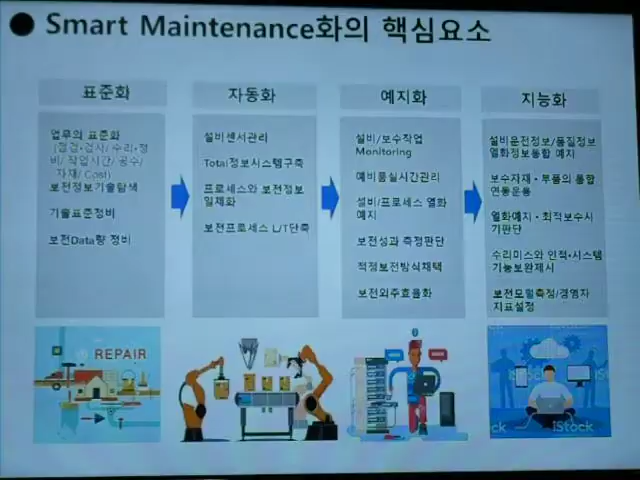 ● Smart Maintenance화의 핵심요소
표준화
업무의 표준화
(점검·검사/ 수리·정
비/ 작업시간/ 공수/
자재/ Cost)
보전정보기술탐색
기술표준정비
보전Data량 정비
자동화
설비센서관리
Total정보시스템구축
프로세스와 보전정보
일체화
보전프로세스 L/T단축
예지화
설비/보수작업
Monitoring
예비품실시간관리
설비/프로세스 열화
예지
보전성과 측정판단
적정보전방식채택
보전외주효율화
지능화
설비운전정보/품질정보
열화정보통합 예지
보수자재·부품의 통합
연동운용
열화예지·최적보수시
기판단
수리미스와 인적·시스템
기능보완제시
보전모럴측정/경영자
지표설정
REPAIR
iStock